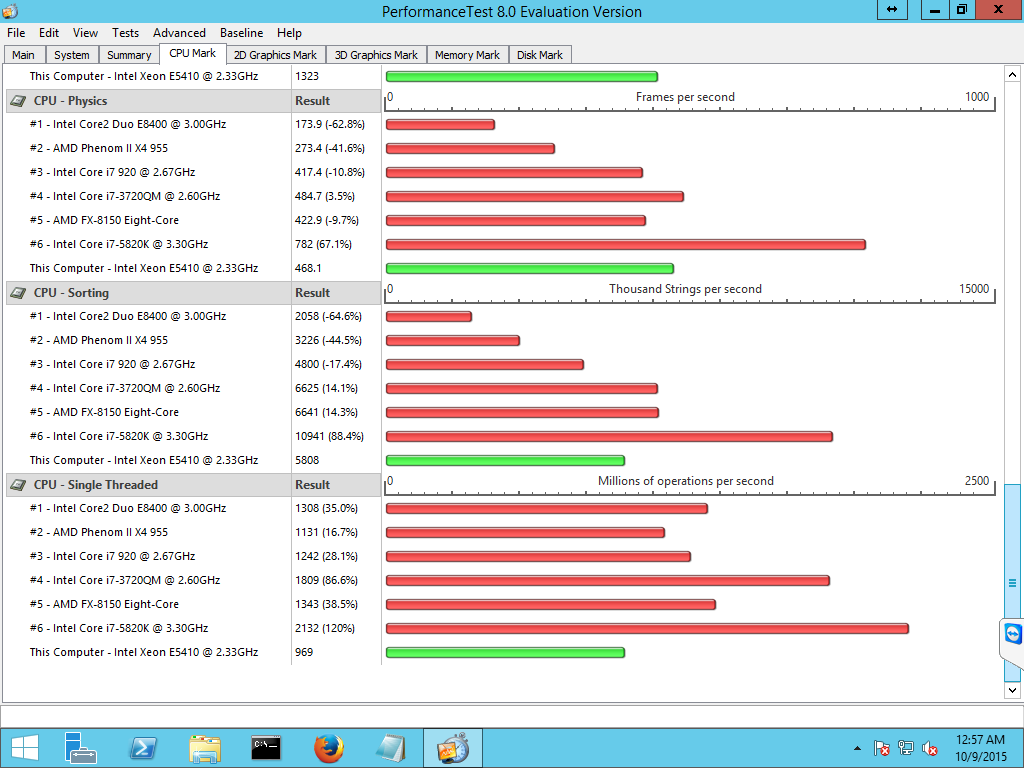 PerformanceTest 8.0 Evaluation Version
File Edit View Tests Advanced Baseline Help
Main System Summary CPU Mark 2D Graphics Mark 3D Graphics Mark Memory Mark Disk Mark
This Computer - Intel Xeon E5410 @ 2.33GHz 1323
CPU - Physics Result 0 Frames per second 1000
#1 - Intel Core2 Duo E8400 @ 3.00GHz 173.9 (-62.8%)
#2 - AMD Phenom II X4 955 273.4 (-41.6%)
#3 - Intel Core i7 920 @ 2.67GHz 417.4 (-10.8%)
#4 - Intel Core i7-3720QM @ 2.60GHz 484.7 (3.5%)
#5 - AMD FX-8150 Eight-Core 422.9 (-9.7%)
#6 - Intel Core i7-5820K @ 3.30GHz 782 (67.1%)
This Computer - Intel Xeon E5410 @ 2.33GHz 468.1
CPU - Sorting Result 0 Thousand Strings per second 15000
#1 - Intel Core2 Duo E8400 @ 3.00GHz 2058 (-64.6%)
#2 - AMD Phenom II X4 955 3226 (-44.5%)
#3 - Intel Core i7 920 @ 2.67GHz 4800 (-17.4%)
#4 - Intel Core i7-3720QM @ 2.60GHz 6625 (14.1%)
#5 - AMD FX-8150 Eight-Core 6641 (14.3%)
#6 - Intel Core i7-5820K @ 3.30GHz 10941 (88.4%)
This Computer - Intel Xeon E5410 @ 2.33GHz 5808
CPU - Single Threaded Result 0 Millions of operations per second 2500
#1 - Intel Core2 Duo E8400 @ 3.00GHz 1308 (35.0%)
#2 - AMD Phenom II X4 955 1131 (16.7%)
#3 - Intel Core i7 920 @ 2.67GHz 1242 (28.1%)
#4 - Intel Core i7-3720QM @ 2.60GHz 1809 (86.6%)
#5 - AMD FX-8150 Eight-Core 1343 (38.5%)
#6 - Intel Core i7-5820K @ 3.30GHz 2132 (120%)
This Computer - Intel Xeon E5410 @ 2.33GHz 969
C:\_
12:57 AM
10/9/2015